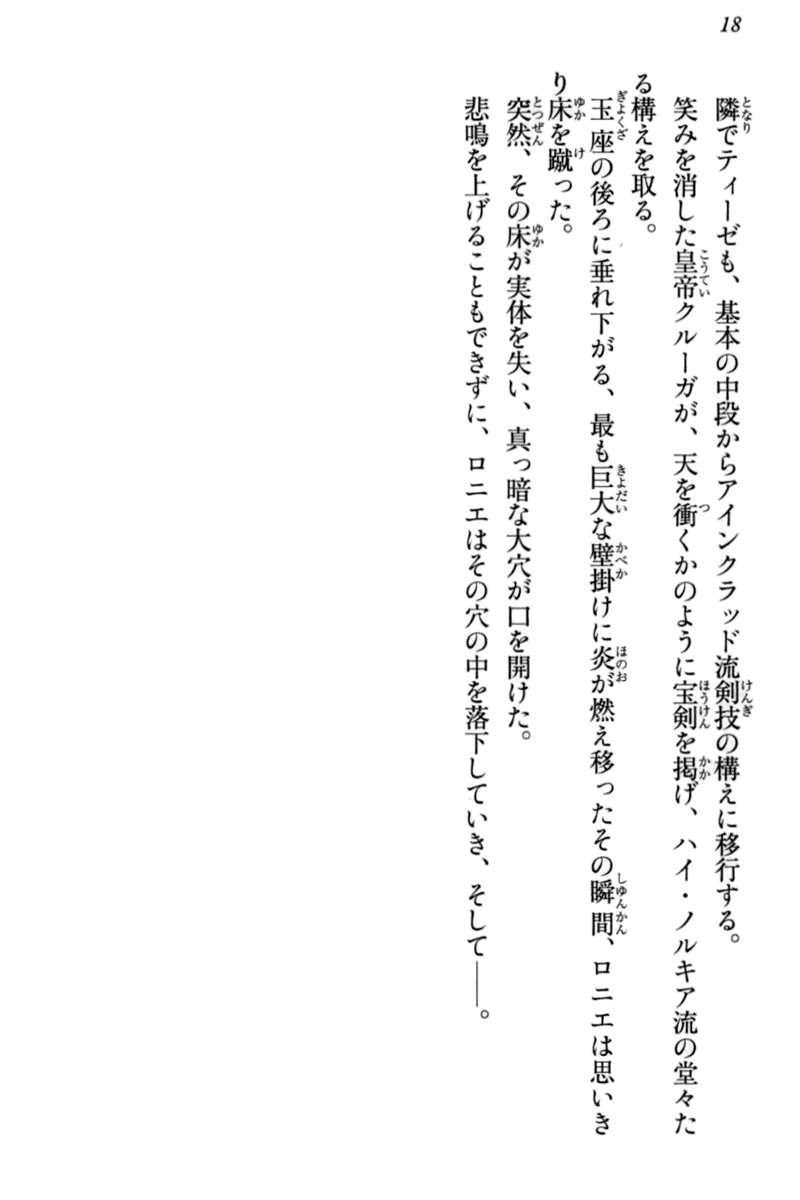 18
隣でティーゼも、基本の中段からアインクラッド流剣技の構えに移行する。
笑みを消した皇帝クルーガが、天を衝くかのように宝剣を掲げ、ハイ・ノルキア流の堂々た
る構えを取る。
玉座の後ろに垂れ下がる、最も巨大な壁掛けに炎が燃え移ったその瞬間、ロニエは思いき
り床を蹴った。
突然、その床が実体を失い、真っ暗な大穴が口を開けた。
悲鳴を上げることもできずに、ロニエはその穴の中を落下していき、そして――。